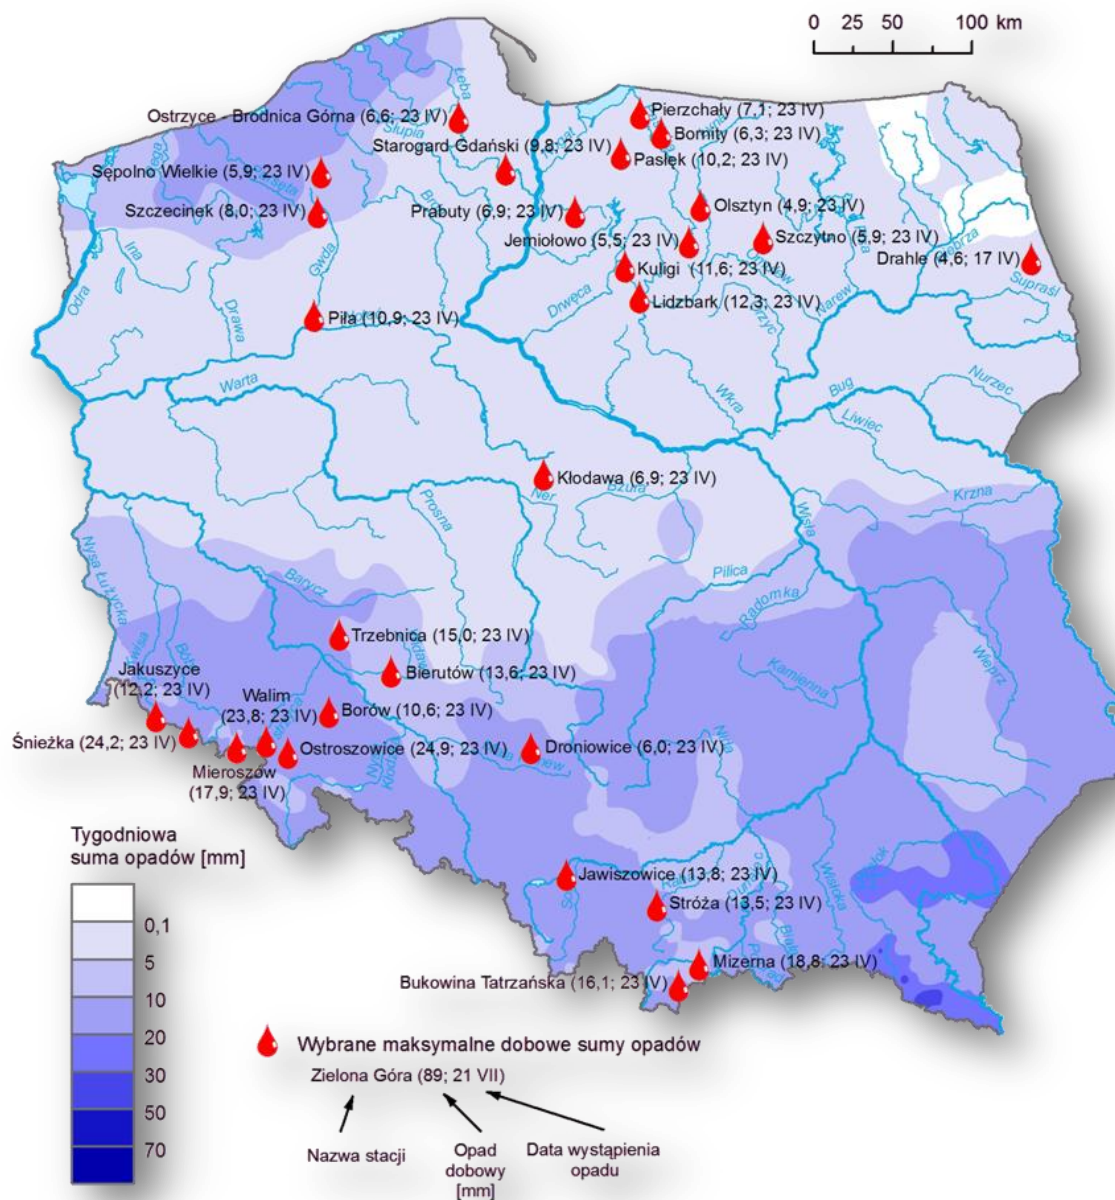 0 25 50 100 km
Łeba
Ostrzyce - Brodnica Górna (6,6; 23 IV)
Słupia
Pierzchały (7,1; 23 IV)
Bornity (6,3; 23 IV)
Starogard Gdański (9,8; 23 IV)
Pasłęk (10,2; 23 IV)
Sępolno Wielkie (5,9; 23 IV)
Szczecinek (8,0; 23 IV)
Prabuty (6,9; 23 IV)
Olsztyn (4,9; 23 IV)
Jemiołowo (5,5; 23 IV)
Szczytno (5,9; 23 IV)
Drahle (4,6; 17 IV)
Ina
Gwda
Kuligi (11,6; 23 IV)
Supraśl
Odra
Drawa
Drwęca
Lidzbark (12,3; 23 IV)
Narew
Piła (10,9; 23 IV)
Warta
Wkra
Bug
Nurzec
Liwiec
Kłodawa (6,9; 23 IV)
Ner
Bzura
Prosna
Wisła
Krzna
Nysa Łużycka
Barycz
Pilica
Radomka
Trzebnica (15,0; 23 IV)
Wieprz
Kwisa
Bierutów (13,6; 23 IV)
Kamienna
Jakuszyce
(12,2; 23 IV)
Walim
(23,8; 23 IV)
Borów (10,6; 23 IV)
Śnieżka (24,2; 23 IV)
Ostroszowice (24,9; 23 IV)
Droniowice (6,0; 23 IV)
Nida
Mieroszów
(17,9; 23 IV)
Tygodniowa
suma opadów [mm]
0,1
5
10
20
30
50
70
Jawiszowice (13,8; 23 IV)
Dunajec
Wisłoka
Stróża (13,5; 23 IV)
Mizerna (18,8; 23 IV)
Bukowina Tatrzańska (16,1; 23 IV)
Wybrane maksymalne dobowe sumy opadów
Zielona Góra (89; 21 VII)
Nazwa stacji
Opad
dobowy
[mm]
Data wystąpienia
opadu